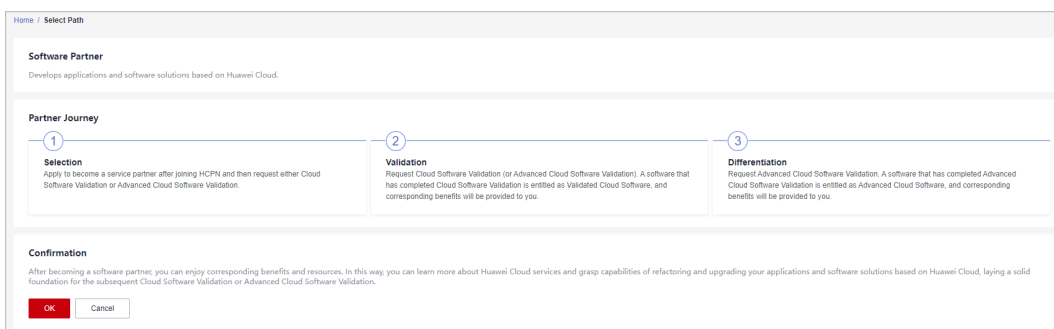 Home / Select Path
Software Partner
Develops applications and software solutions based on Huawei Cloud.
Partner Journey
1
Selection
Apply to become a service partner after joining HCPN and then request either Cloud
Software Validation or Advanced Cloud Software Validation.
2
Validation
Request Cloud Software Validation (or Advanced Cloud Software Validation). A software that
has completed Cloud Software Validation is entitled as Validated Cloud Software, and
corresponding benefits will be provided to you.
3
Differentiation
Request Advanced Cloud Software Validation. A software that has completed Advanced
Cloud Software Validation is entitled as Advanced Cloud Software, and corresponding
benefits will be provided to you.
Confirmation
After becoming a software partner, you can enjoy corresponding benefits and resources. In this way, you can learn more about Huawei Cloud services and grasp capabilities of refactoring and upgrading your applications and software solutions based on Huawei Cloud, laying a solid
foundation for the subsequent Cloud Software Validation or Advanced Cloud Software Validation.
OK Cancel